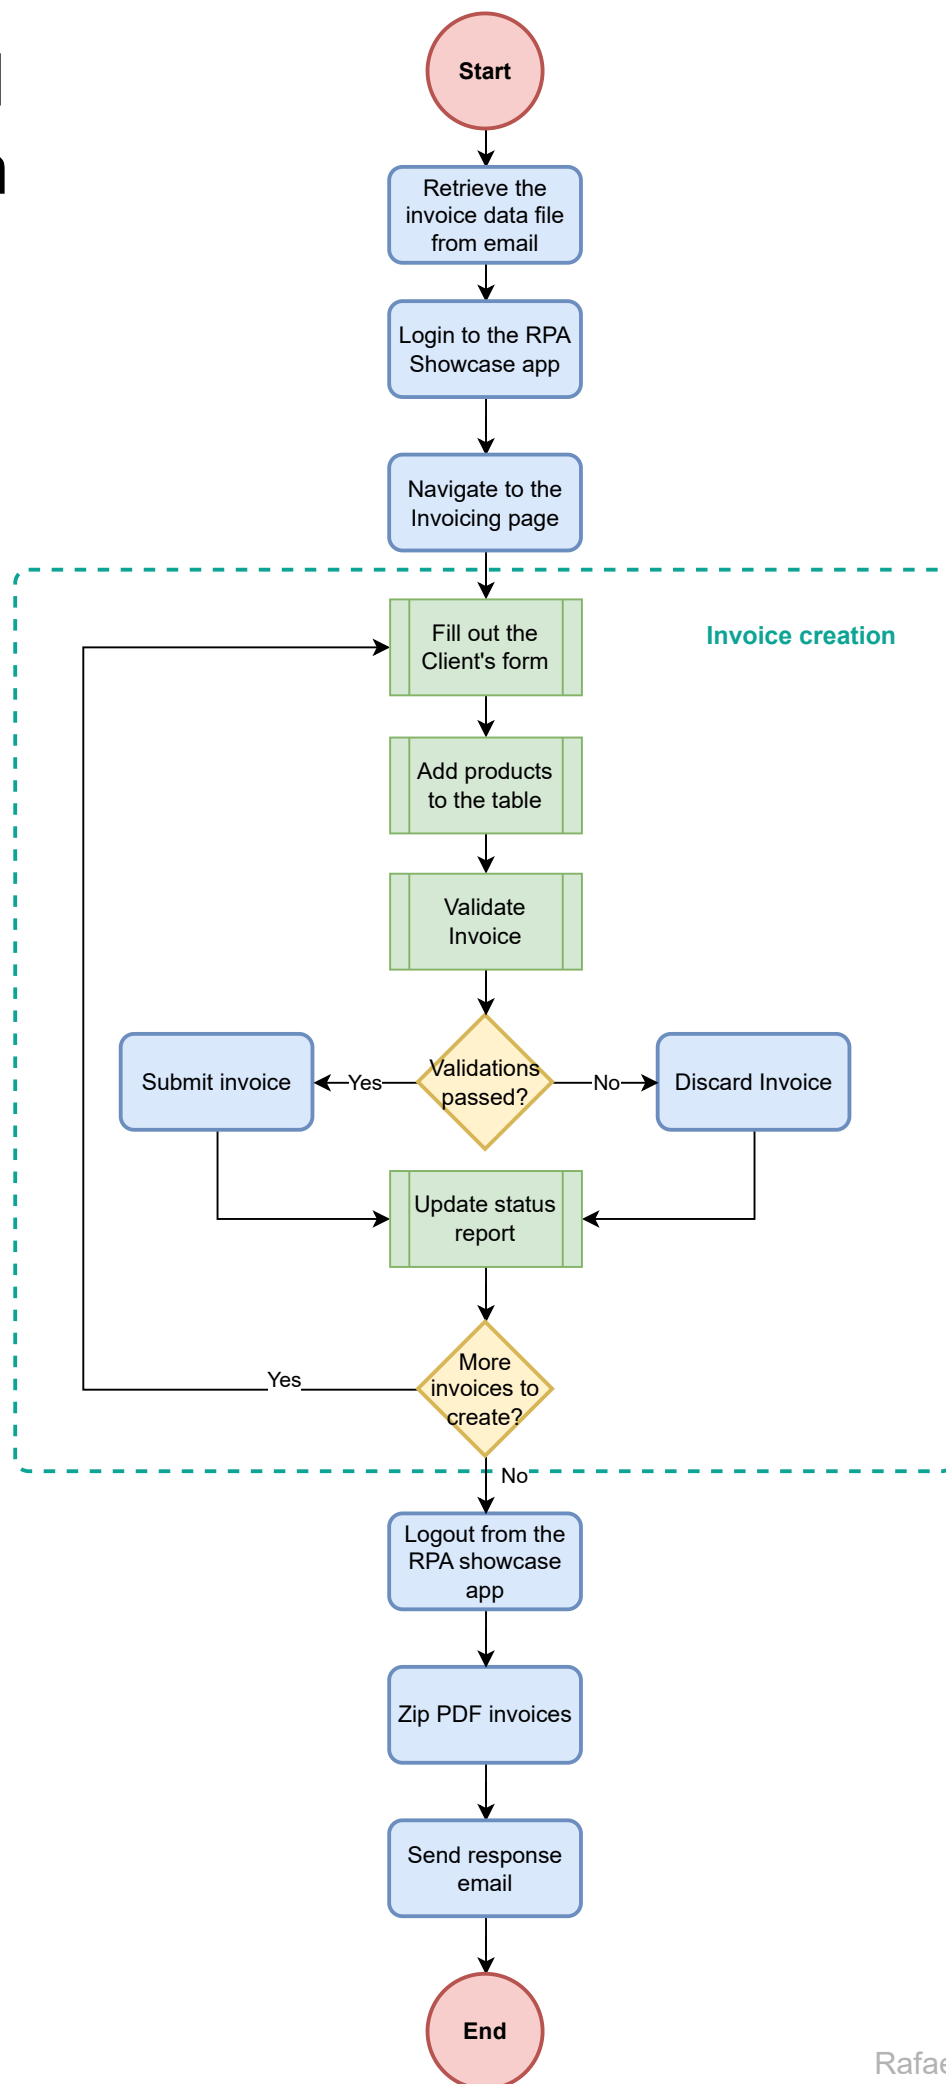 Start
Retrieve the
invoice data file
from email
Login to the RPA
Showcase app
Navigate to the
Invoicing page
Invoice creation
Fill out the
Client's form
Add products
to the table
Validate
Invoice
Validations
passed?
Yes
No
Submit invoice
Discard Invoice
Update status
report
More
invoices to
create?
Yes
No
Logout from the
RPA showcase
app
Zip PDF invoices
Send response
email
End